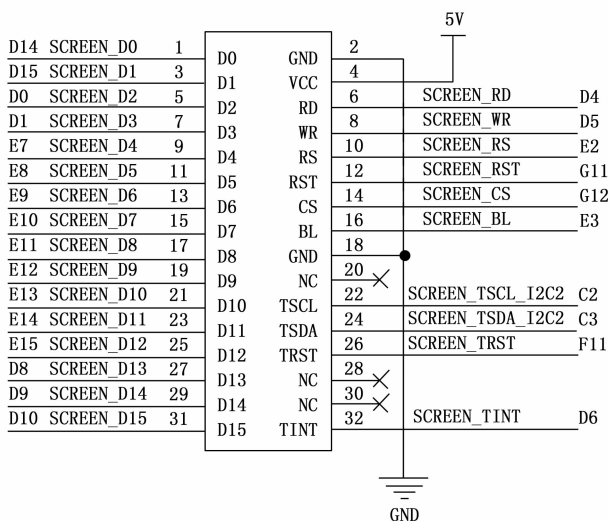 5V
D14 SCREEN_D0 1 D0 GND 2
D15 SCREEN_D1 3 D1 VCC 4
D0 SCREEN_D2 5 D2 RD 6 SCREEN_RD D4
D1 SCREEN_D3 7 D3 WR 8 SCREEN_WR D5
E7 SCREEN_D4 9 D4 RS 10 SCREEN_RS E2
E8 SCREEN_D5 11 D5 RST 12 SCREEN_RST G11
E9 SCREEN_D6 13 D6 CS 14 SCREEN_CS G12
E10 SCREEN_D7 15 D7 BL 16 SCREEN_BL E3
E11 SCREEN_D8 17 D8 GND 18
E12 SCREEN_D9 19 D9 NC 20
E13 SCREEN_D10 21 D10 TSCL 22 SCREEN_TSCL_I2C2 C2
E14 SCREEN_D11 23 D11 TSDA 24 SCREEN_TSDA_I2C2 C3
E15 SCREEN_D12 25 D12 TRST 26 SCREEN_TRST F11
D8 SCREEN_D13 27 D13 NC 28
D9 SCREEN_D14 29 D14 NC 30
D10 SCREEN_D15 31 D15 TINT 32 SCREEN_TINT D6
GND